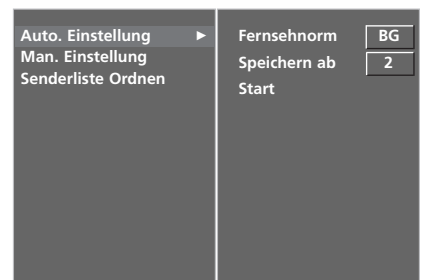 Auto. Einstellung ►
Man. Einstellung
Senderliste Ordnen
Fernsehnorm BG
Speichern ab 2
Start